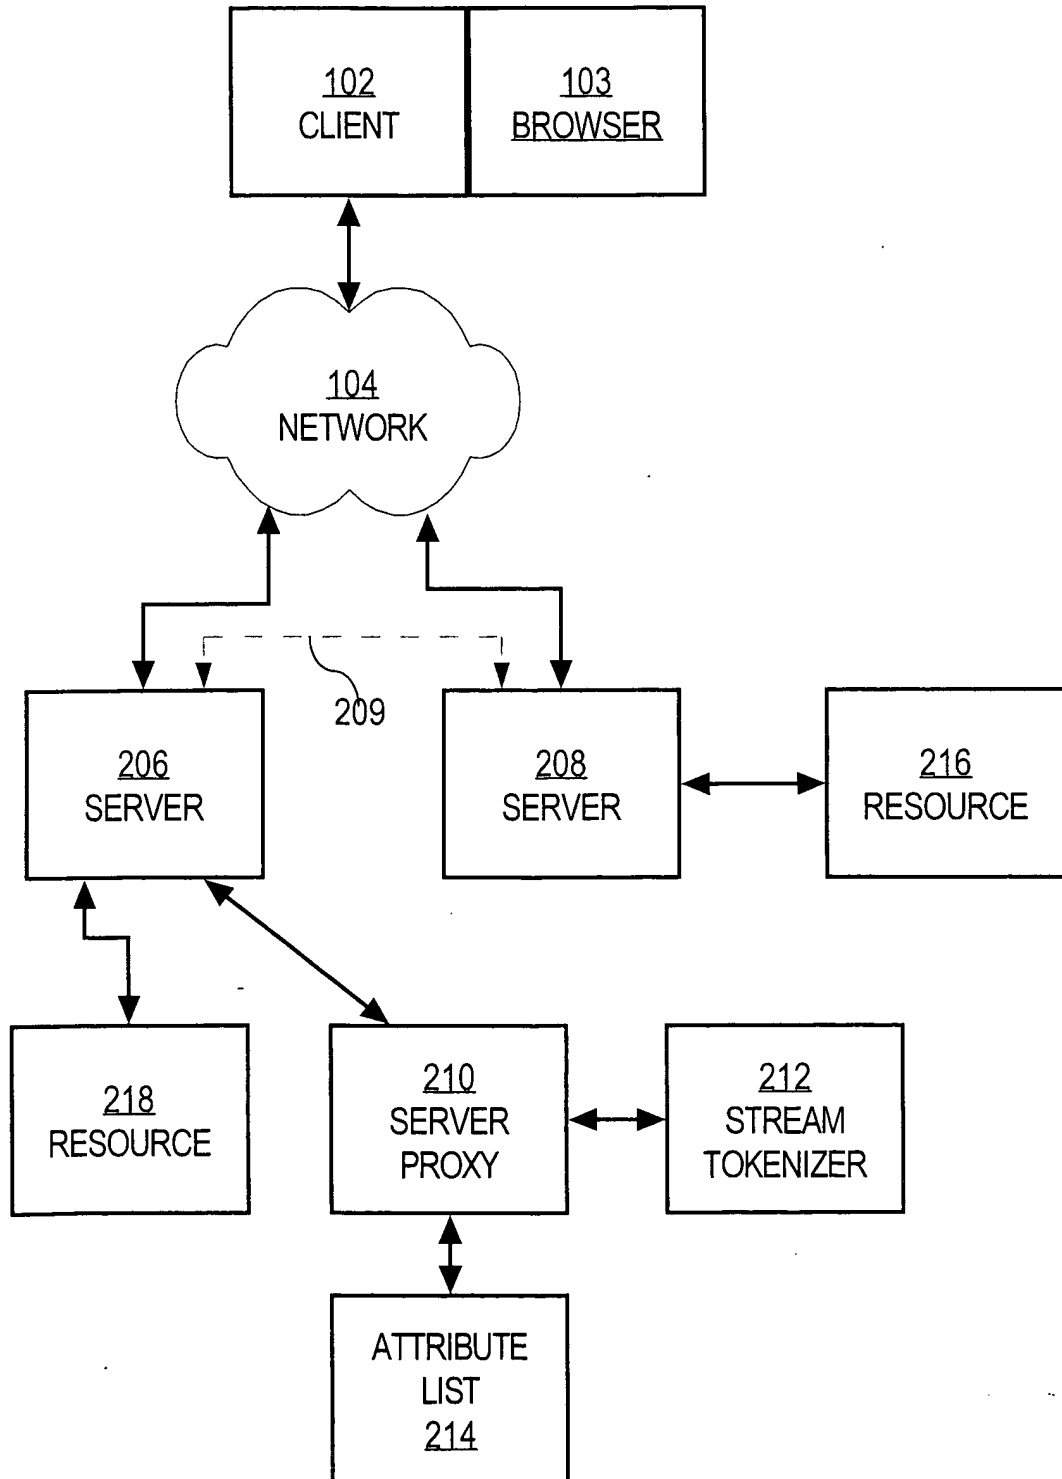 102
CLIENT
103
BROWSER
104
NETWORK
209
206
SERVER
208
SERVER
216
RESOURCE
218
RESOURCE
210
SERVER
PROXY
212
STREAM
TOKENIZER
ATTRIBUTE
LIST
214